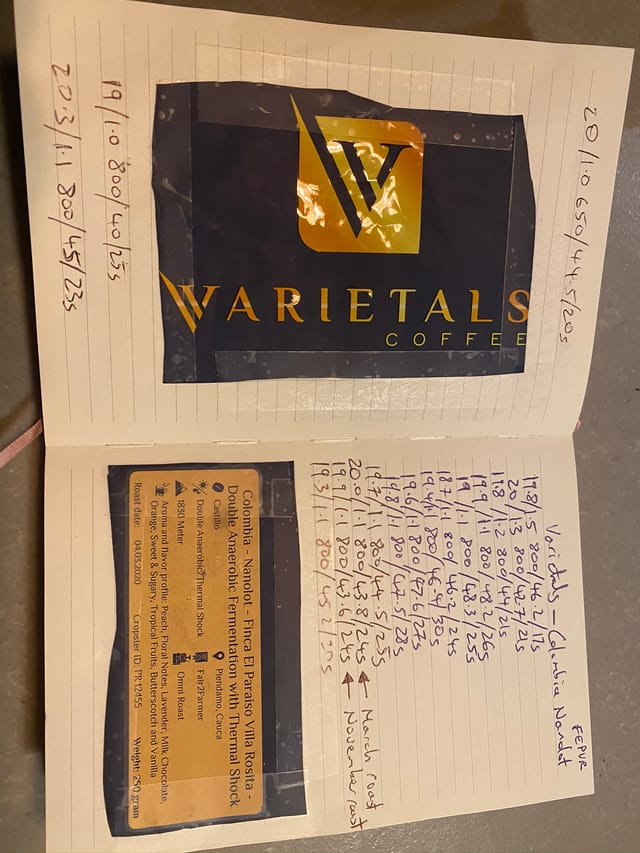 20/1.0 650/44.5/20s
W
VARIETALS
COFFEE
19/1.0 800/40/25s
20.3/1.1 800/45/23s
FEPUR
Varietals - Colombia Nanolot
19.8/1.5 800/46.2/17s
20/1.3 800/42.7/21s
11.8/1.2 800/44/21s
19.9/1.1 800/48.2/26s
19/1.1 800/48.3/25s
18.7/1.1 800/46.2/24s
19.4/1.1 800/46.4/30s
19.6/1.1 800/47.6/27s
19.8/1.1 800/47.5/28s
19.7/1.1 800/47.5/25s
20.0/1.1 800/43.8/24s ← March roast
19.9/1.1 800/43.6/24s ← November roast
19.3/1.1 800/45.2/20s
Colombia - Nanolot - Finca El Paraiso Villa Rosita -
Double Anaerobic Fermentation with Thermal Shock
Castillo
Piendamo, Cauca
Double Anaerobic/Thermal Shock
Fair2Farmer
1830 Meter
Omni Roast
Aroma and flavor profile: Peach, Floral Notes, Lavender, Milk Chocolate,
Orange, Sweet & Sugary, Tropical Fruits, Butterscotch and Vanilla
Roast date: 04.03.2020 Cropster ID: PR-12455 Weight: 250 gram